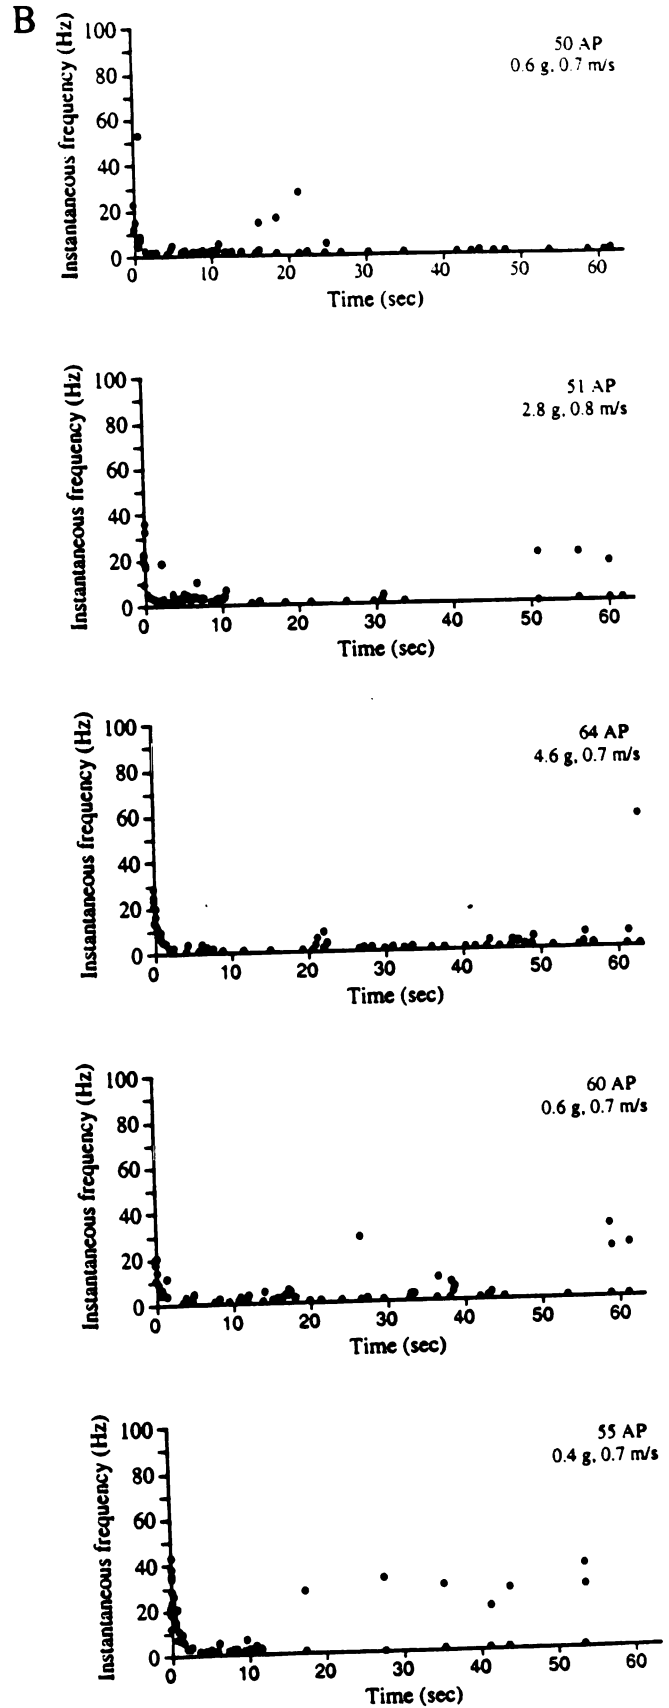 B
Instantaneous frequency (Hz)
100
80
60
40
20
0
50 AP
0.6 g, 0.7 m/s
0 10 20 30 40 50 60
Time (sec)
Instantaneous frequency (Hz)
100
80
60
40
20
0
51 AP
2.8 g, 0.8 m/s
0 10 20 30 40 50 60
Time (sec)
Instantaneous frequency (Hz)
100
80
60
40
20
0
64 AP
4.6 g, 0.7 m/s
0 10 20 30 40 50 60
Time (sec)
Instantaneous frequency (Hz)
100
80
60
40
20
0
60 AP
0.6 g, 0.7 m/s
0 10 20 30 40 50 60
Time (sec)
Instantaneous frequency (Hz)
100
80
60
40
20
0
55 AP
0.4 g, 0.7 m/s
0 10 20 30 40 50 60
Time (sec)